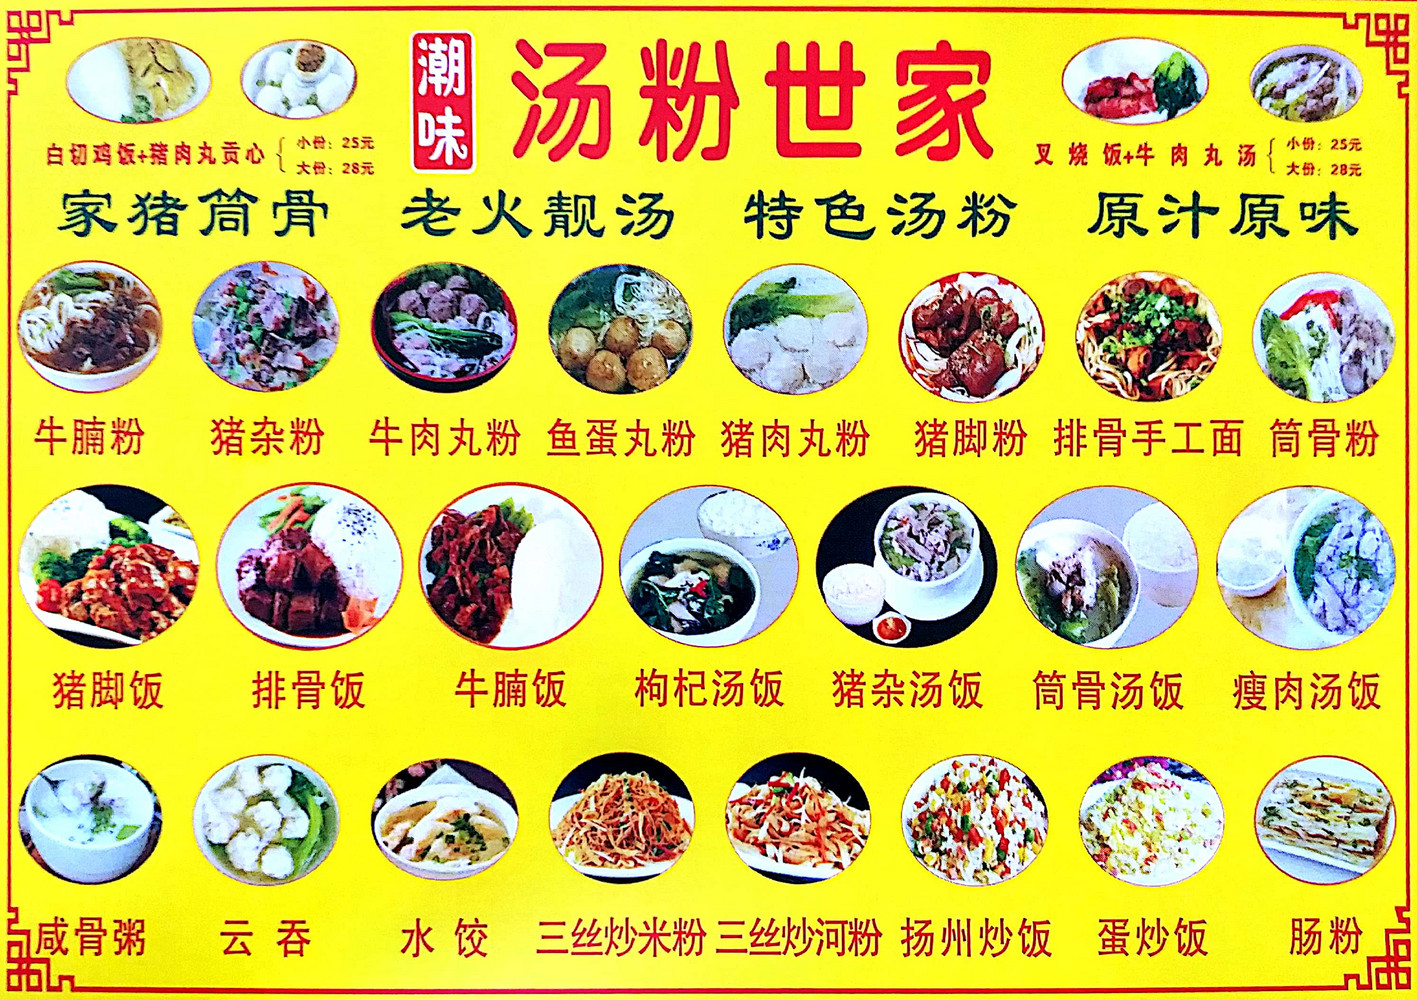 潮味
汤粉世家
白切鸡饭+猪肉丸贡心
小份：25元
大份：28元
叉烧饭+牛肉丸汤
小份：25元
大份：28元
家猪筒骨 老火靓汤 特色汤粉 原汁原味
牛腩粉 猪杂粉 牛肉丸粉 鱼蛋丸粉 猪肉丸粉 猪脚粉 排骨手工面 筒骨粉
猪脚饭 排骨饭 牛腩饭 枸杞汤饭 猪杂汤饭 筒骨汤饭 瘦肉汤饭
咸骨粥 云吞 水饺 三丝炒米粉 三丝炒河粉 扬州炒饭 蛋炒饭 肠粉